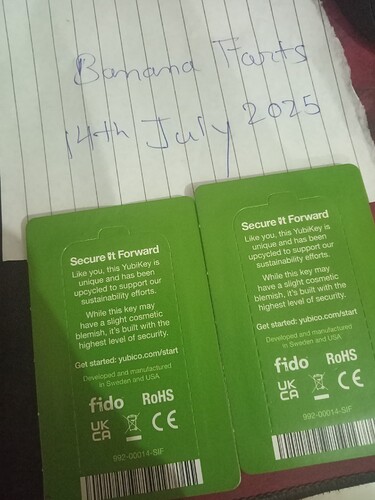 Banana Farts
14th July 2025
Secure it Forward
Like you, this YubiKey is
unique and has been
upcycled to support our
sustainability efforts.
While this key may
have a slight cosmetic
blemish, it's built with the
highest level of security.
Get started: yubico.com/start
Developed and manufactured
in Sweden and USA
fido RoHS
UK
CA CE
992-00014-SIF
Secure it Forward
Like you, this YubiKey is
unique and has been
upcycled to support our
sustainability efforts.
While this key may
have a slight cosmetic
blemish, it's built with the
highest level of security.
Get started: yubico.com/start
Developed and manufactured
in Sweden and USA
fido RoHS
UK
CA CE
992-00014-SIF